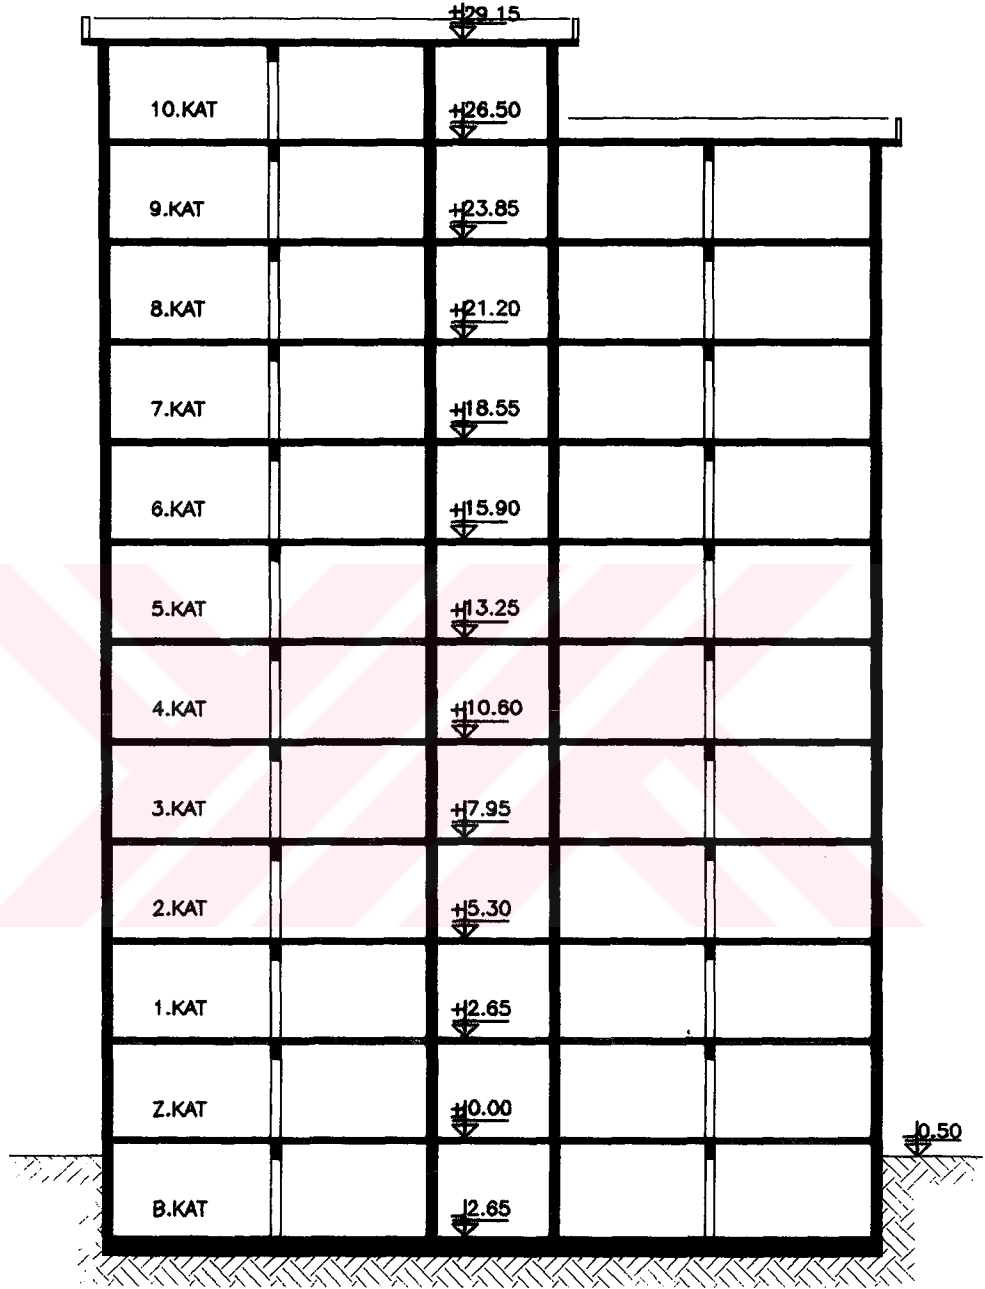 +29.15
10.KAT +26.50
9.KAT +23.85
8.KAT +21.20
7.KAT +18.55
6.KAT +15.90
5.KAT +13.25
4.KAT +10.60
3.KAT +7.95
2.KAT +5.30
1.KAT +2.65
Z.KAT ±0.00
-0.50
B.KAT -2.65